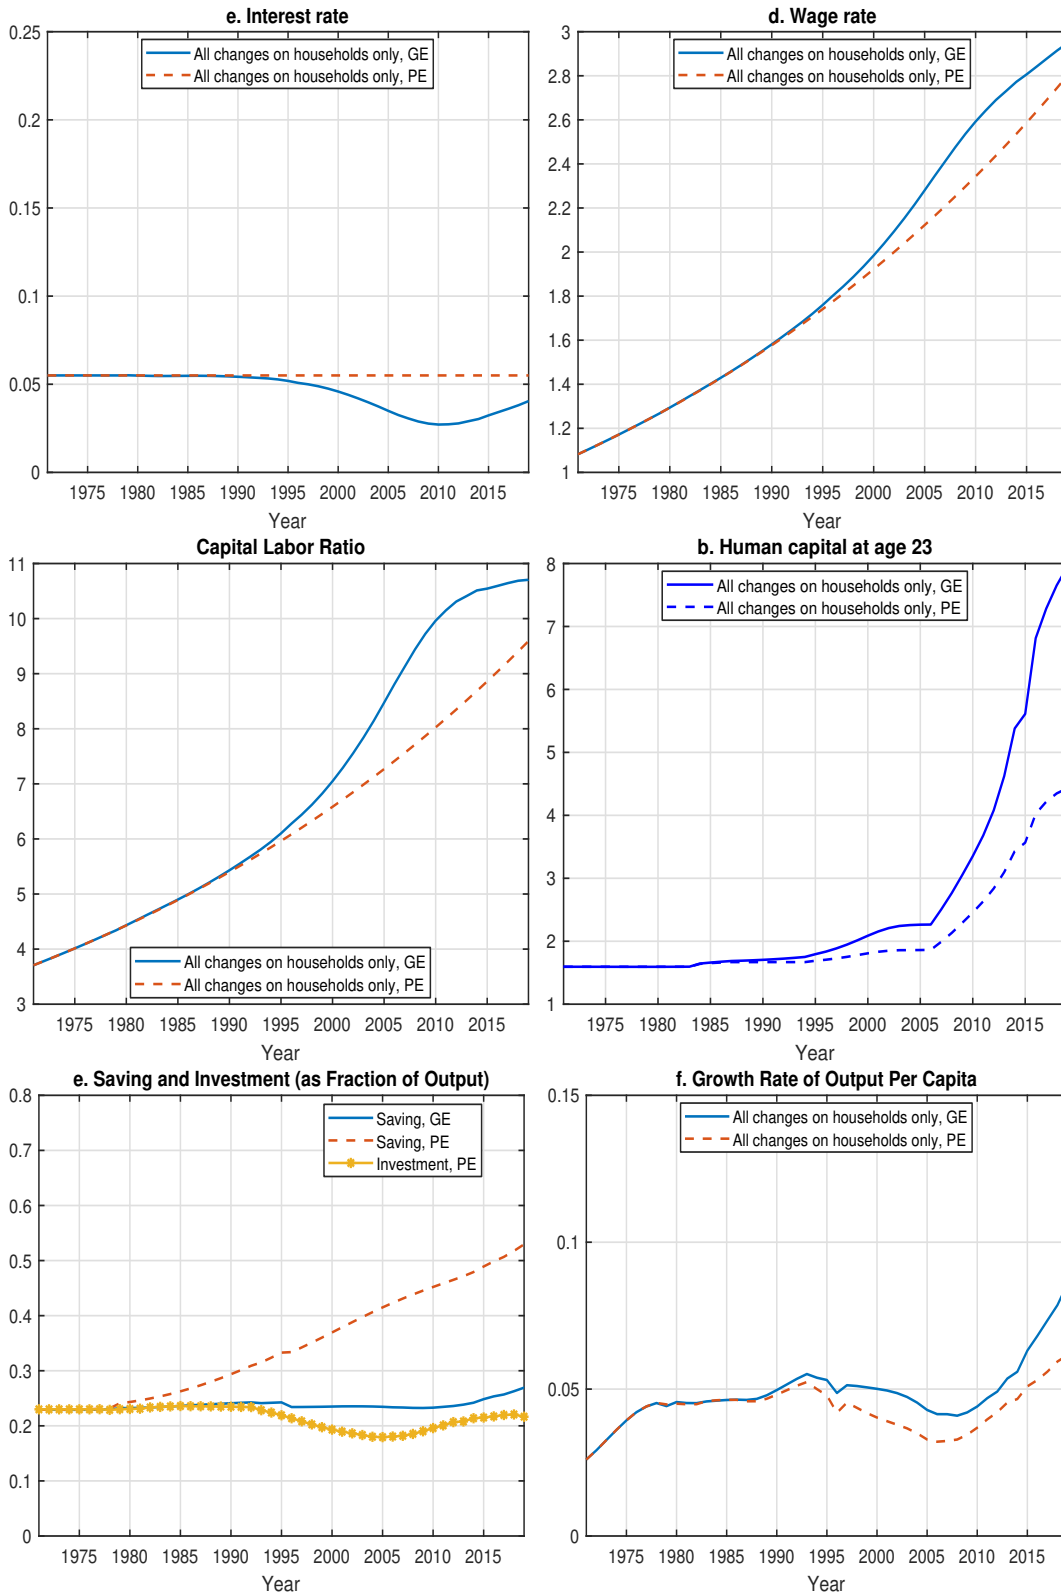 e. Interest rate
0.25
0.2
0.15
0.1
0.05
0
All changes on households only, GE
All changes on households only, PE
1975 1980 1985 1990 1995 2000 2005 2010 2015
Year
d. Wage rate
3
2.8
2.6
2.4
2.2
2
1.8
1.6
1.4
1.2
1
All changes on households only, GE
All changes on households only, PE
1975 1980 1985 1990 1995 2000 2005 2010 2015
Year
Capital Labor Ratio
11
10
9
8
7
6
5
4
3
All changes on households only, GE
All changes on households only, PE
1975 1980 1985 1990 1995 2000 2005 2010 2015
Year
b. Human capital at age 23
8
7
6
5
4
3
2
1
All changes on households only, GE
All changes on households only, PE
1975 1980 1985 1990 1995 2000 2005 2010 2015
Year
e. Saving and Investment (as Fraction of Output)
0.8
0.7
0.6
0.5
0.4
0.3
0.2
0.1
0
Saving, GE
Saving, PE
Investment, PE
1975 1980 1985 1990 1995 2000 2005 2010 2015
Year
f. Growth Rate of Output Per Capita
0.15
0.1
0.05
0
All changes on households only, GE
All changes on households only, PE
1975 1980 1985 1990 1995 2000 2005 2010 2015
Year